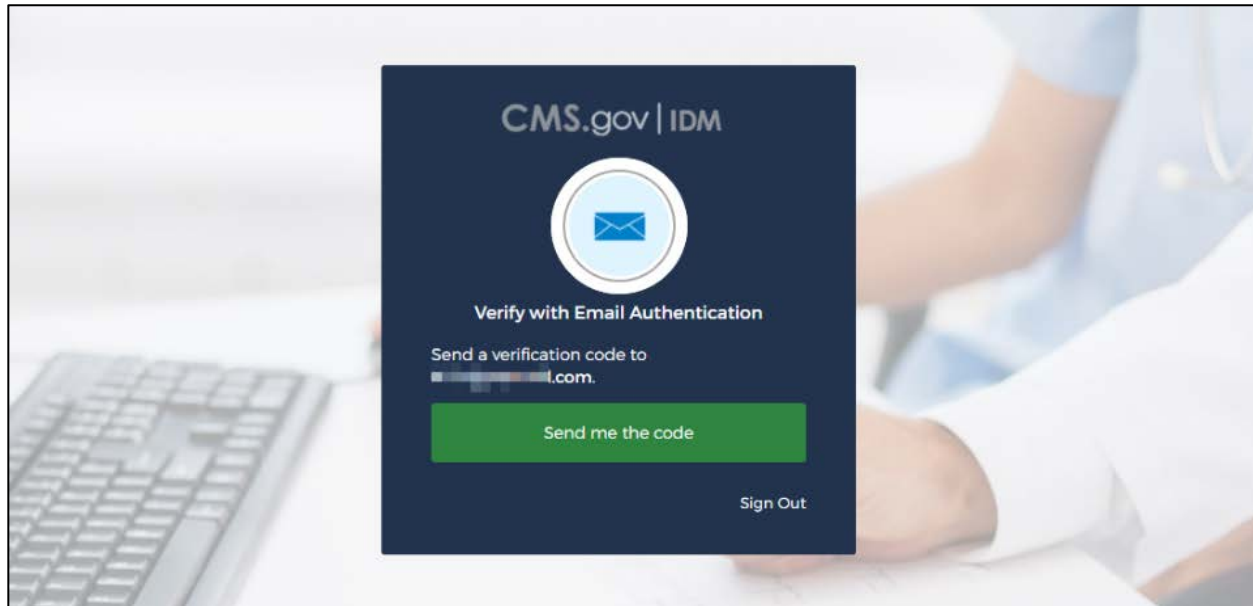 CMS.gov | IDM
Verify with Email Authentication
Send a verification code to
l.com.
Send me the code
Sign Out